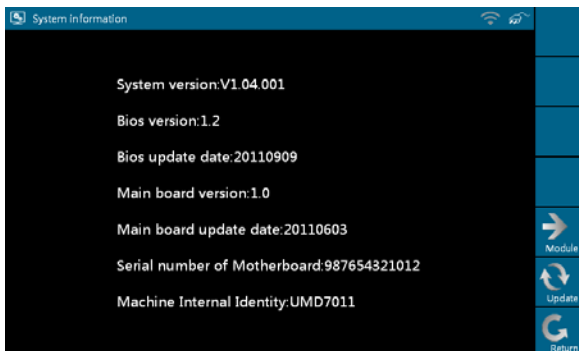 System information
System version:V1.04.001
Bios version:1.2
Bios update date:20110909
Main board version:1.0
Main board update date:20110603
Serial number of Motherboard:987654321012
Machine Internal Identity:UMD7011
Module
Update
Return